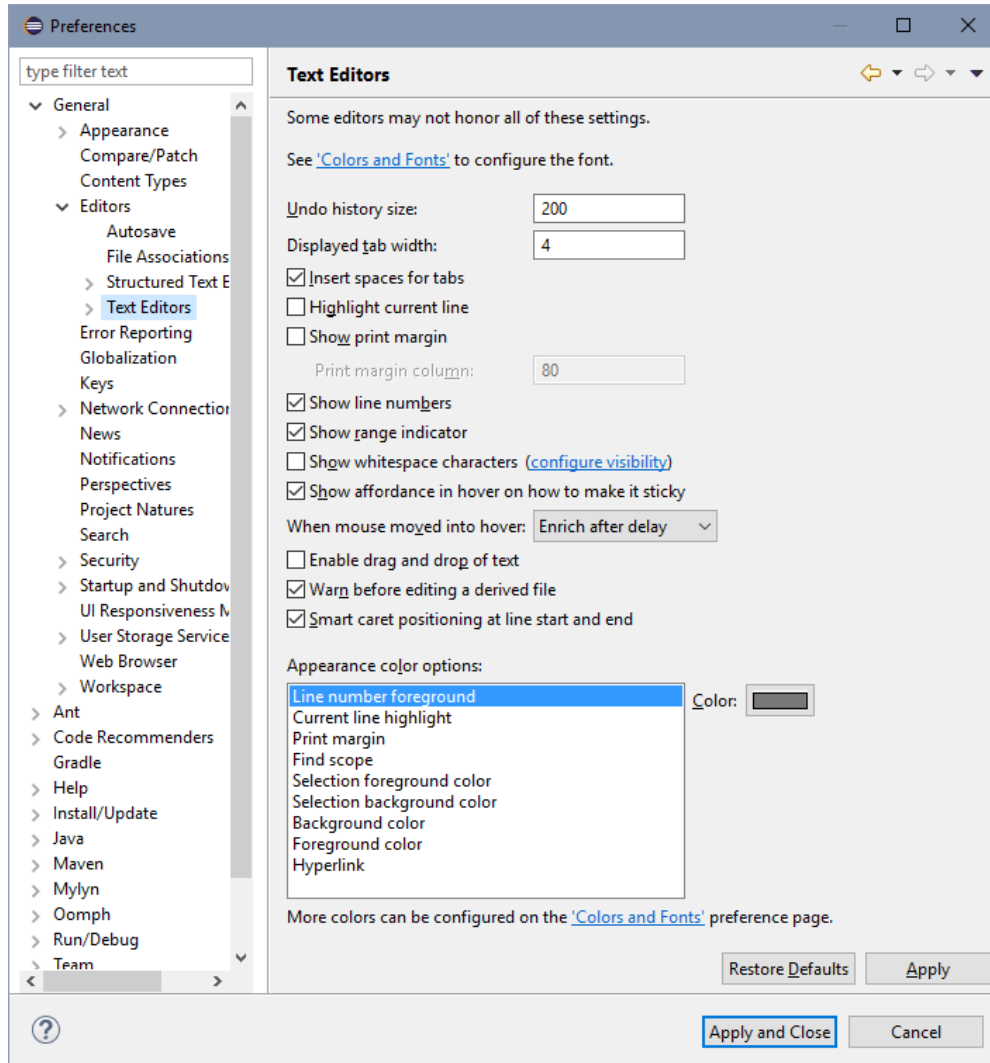 Preferences
type filter text
General
Appearance
Compare/Patch
Content Types
Editors
Autosave
File Associations
Structured Text E
Text Editors
Error Reporting
Globalization
Keys
Network Connection
News
Notifications
Perspectives
Project Natures
Search
Security
Startup and Shutdow
UI Responsiveness M
User Storage Service
Web Browser
Workspace
Ant
Code Recommenders
Gradle
Help
Install/Update
Java
Maven
Mylyn
Oomph
Run/Debug
Team
Text Editors
Some editors may not honor all of these settings.
See 'Colors and Fonts' to configure the font.
Undo history size: 200
Displayed tab width: 4
Insert spaces for tabs
Highlight current line
Show print margin
Print margin column: 80
Show line numbers
Show range indicator
Show whitespace characters (configure visibility)
Show affordance in hover on how to make it sticky
When mouse moved into hover: Enrich after delay
Enable drag and drop of text
Warn before editing a derived file
Smart caret positioning at line start and end
Appearance color options:
Line number foreground
Current line highlight
Print margin
Find scope
Selection foreground color
Selection background color
Background color
Foreground color
Hyperlink
Color:
More colors can be configured on the 'Colors and Fonts' preference page.
Restore Defaults Apply
? Apply and Close Cancel